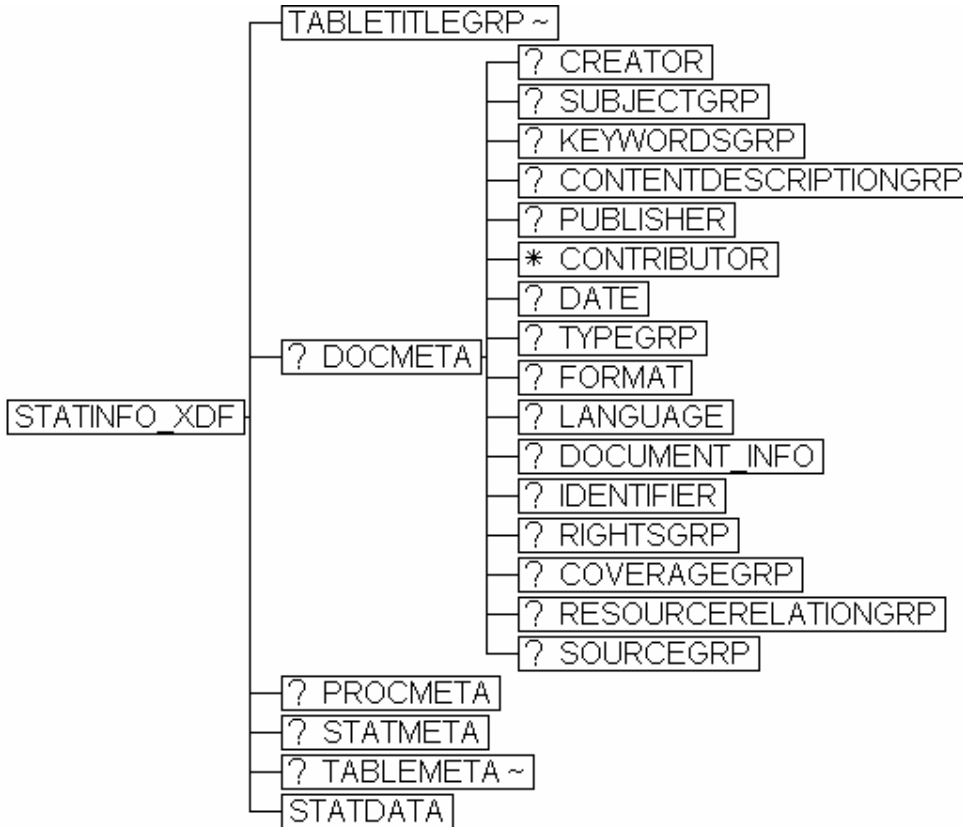 TABLETITLEGRP ~
? CREATOR
? SUBJECTGRP
? KEYWORDSGRP
? CONTENTDESCRIPTIONGRP
? PUBLISHER
* CONTRIBUTOR
? DATE
? TYPEGRP
? DOCMETA
? FORMAT
STATINFO_XDF
? LANGUAGE
? DOCUMENT_INFO
? IDENTIFIER
? RIGHTSGRP
? COVERAGEGRP
? RESOURCERELATIONGRP
? SOURCEGRP
? PROCMETA
? STATMETA
? TABLEMETA ~
STATDATA